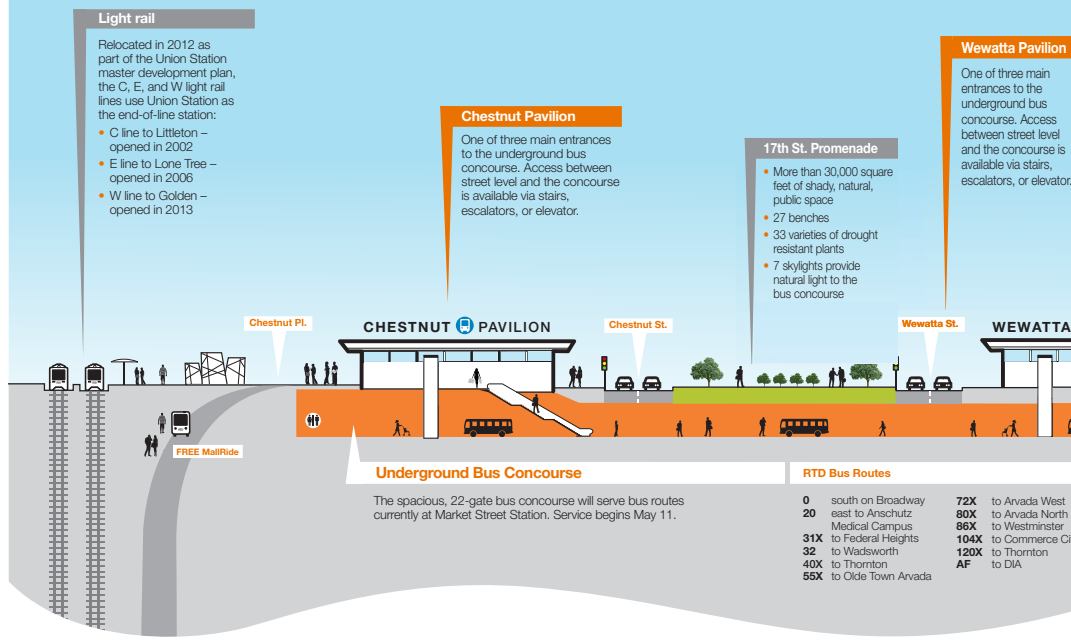 Light rail
Relocated in 2012 as
part of the Union Station
master development plan,
the C, E, and W light rail
lines use Union Station as
the end-of-line station:
• C line to Littleton –
opened in 2002
• E line to Lone Tree –
opened in 2006
• W line to Golden –
opened in 2013
Chestnut Pavilion
One of three main entrances
to the underground bus
concourse. Access between
street level and the concourse
is available via stairs,
escalators, or elevator.
17th St. Promenade
• More than 30,000 square
feet of shady, natural,
public space
• 27 benches
• 33 varieties of drought
resistant plants
• 7 skylights provide
natural light to the
bus concourse
Wewatta Pavilion
One of three main
entrances to the
underground bus
concourse. Access
between street level
and the concourse is
available via stairs,
escalators, or elevator.
Chestnut Pl.
CHESTNUT PAVILION
Chestnut St.
Wewatta St.
WEWATTA
FREE MallRide
Underground Bus Concourse
The spacious, 22-gate bus concourse will serve bus routes
currently at Market Street Station. Service begins May 11.
RTD Bus Routes
0 south on Broadway
20 east to Anschutz
Medical Campus
31X to Federal Heights
32 to Wadsworth
40X to Thornton
55X to Olde Town Arvada
72X to Arvada West
80X to Arvada North
86X to Westminster
104X to Commerce Ci
120X to Thornton
AF to DIA